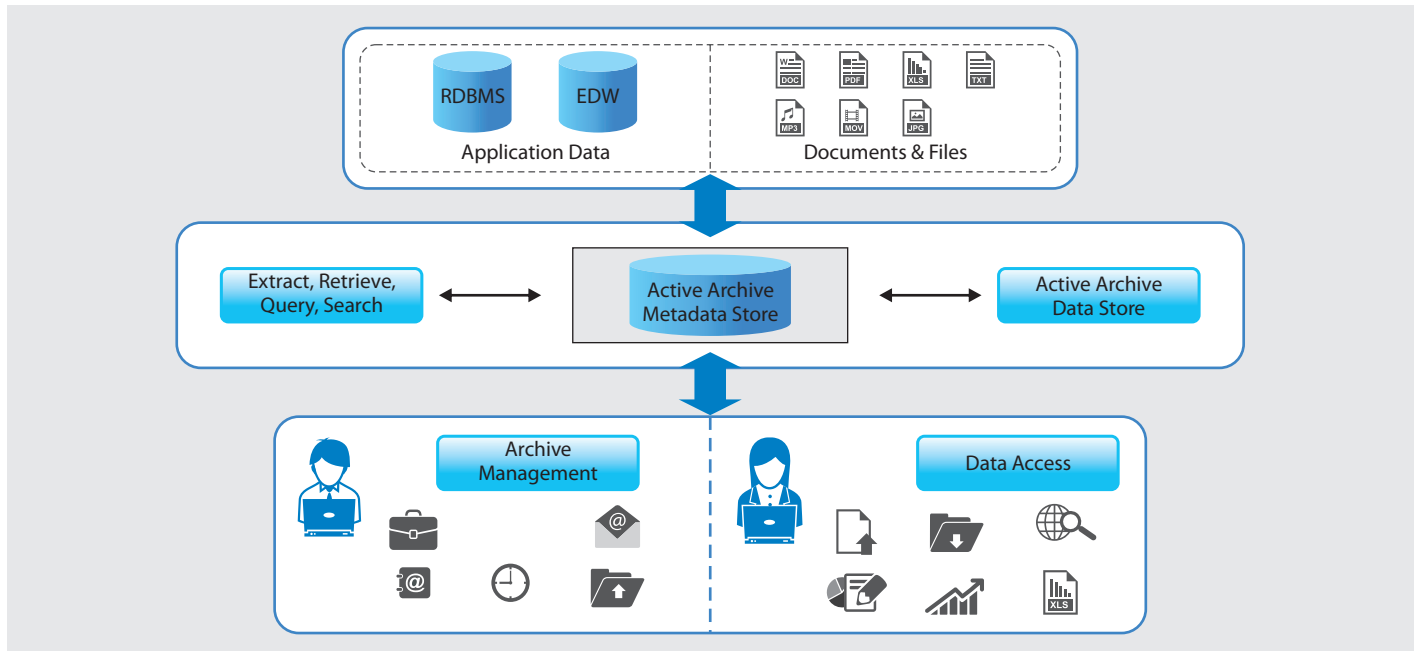 RDBMS
EDW
Application Data
W
DOC
PDF
XLS
TXT
MP3
MOV
JPG
Documents & Files
Extract, Retrieve,
Query, Search
Active Archive
Metadata Store
Active Archive
Data Store
Archive
Management
@
@
Data Access
XLS